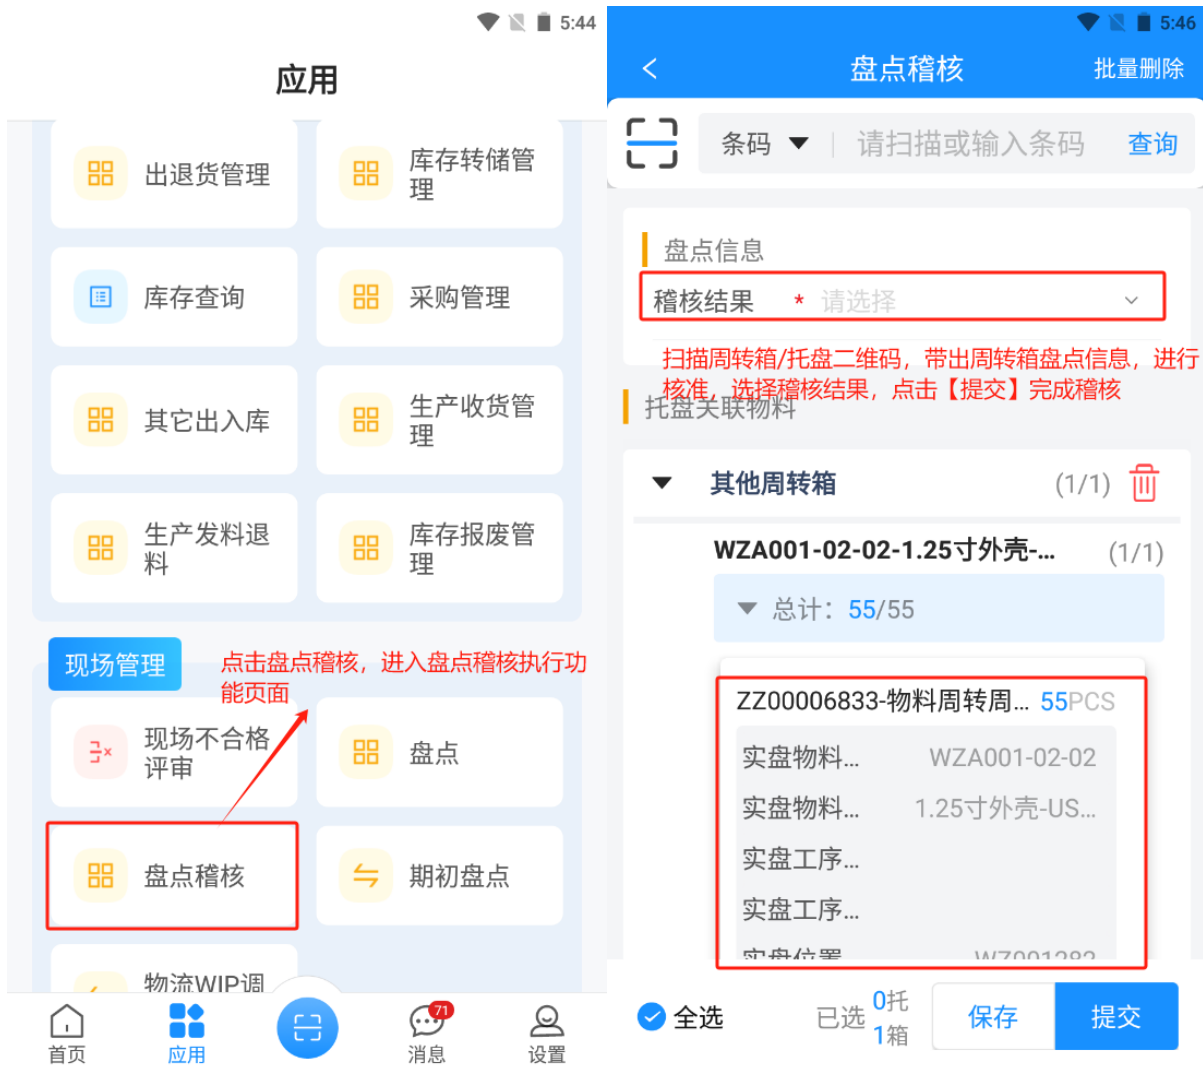 5:44
应用
出退货管理
库存转储管
理
库存查询
采购管理
其它出入库
生产收货管
理
生产发料退
料
库存报废管
理
现场管理
点击盘点稽核，进入盘点稽核执行功
能页面
现场不合格
评审
盘点
盘点稽核
期初盘点
物流WIP调
首页
应用
71
消息
设置
5:46
盘点稽核
批量删除
条码
请扫描或输入条码
查询
盘点信息
稽核结果 * 请选择
扫描周转箱/托盘二维码，带出周转箱盘点信息，进行
核准，选择稽核结果，点击【提交】完成稽核
托盘关联物料
其他周转箱 (1/1)
WZA001-02-02-1.25寸外壳-... (1/1)
总计：55/55
ZZ00006833-物料周转周... 55PCS
实盘物料... WZA001-02-02
实盘物料... 1.25寸外壳-US...
实盘工序...
实盘工序...
实盘位置 WZ001282
全选
已选 0托
1箱
保存
提交